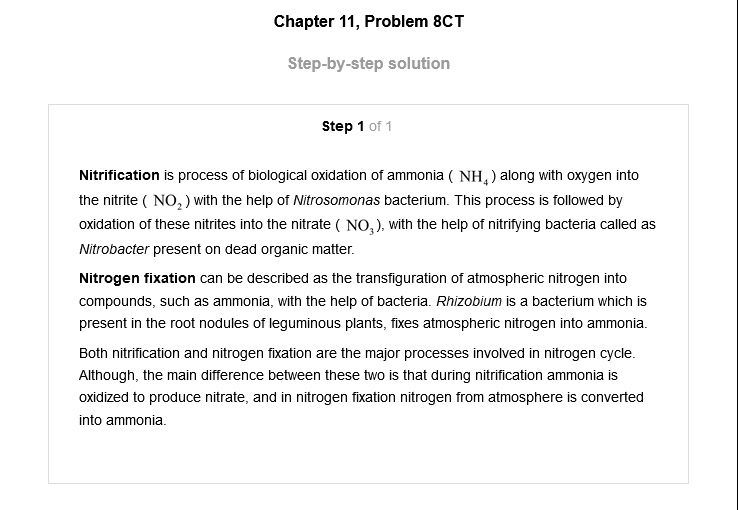 Chapter 11, Problem 8CT
Step-by-step solution
Step 1 of 1
Nitrification is process of biological oxidation of ammonia ( NH₄ ) along with oxygen into
the nitrite ( NO₂ ) with the help of Nitrosomonas bacterium. This process is followed by
oxidation of these nitrites into the nitrate ( NO₃ ), with the help of nitrifying bacteria called as
Nitrobacter present on dead organic matter.
Nitrogen fixation can be described as the transfiguration of atmospheric nitrogen into
compounds, such as ammonia, with the help of bacteria. Rhizobium is a bacterium which is
present in the root nodules of leguminous plants, fixes atmospheric nitrogen into ammonia.
Both nitrification and nitrogen fixation are the major processes involved in nitrogen cycle.
Although, the main difference between these two is that during nitrification ammonia is
oxidized to produce nitrate, and in nitrogen fixation nitrogen from atmosphere is converted
into ammonia.